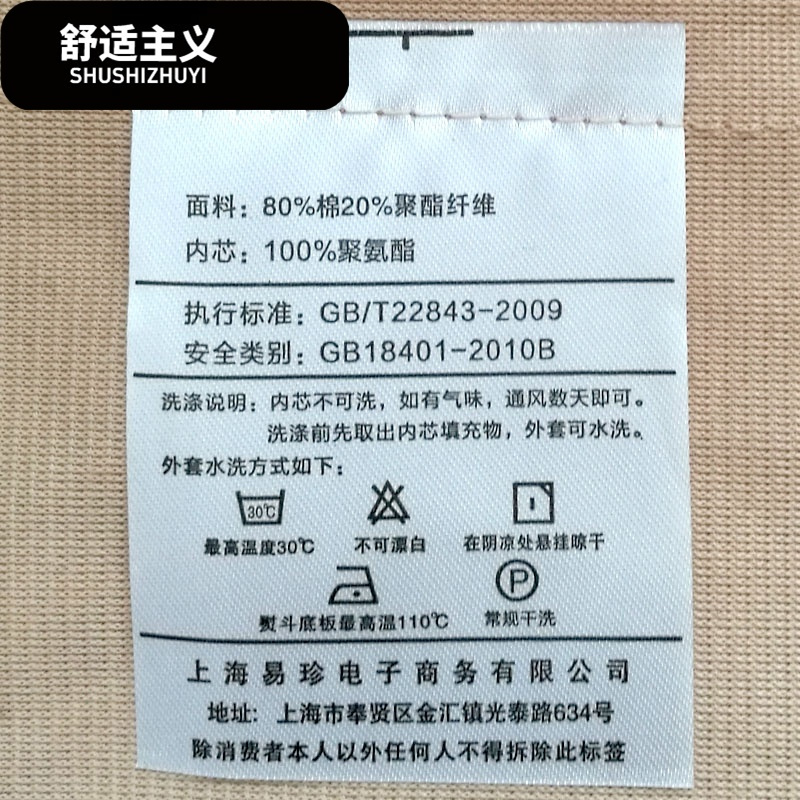 舒适主义
SHUSHIZHUYI
面料：80%棉20%聚酯纤维
内芯：100%聚氨酯
执行标准：GB/T22843-2009
安全类别：GB18401-2010B
洗涤说明：内芯不可洗，如有气味，通风数天即可。
洗涤前先取出内芯填充物，外套可水洗。
外套水洗方式如下：
30℃
最高温度30℃ 不可漂白 在阴凉处悬挂晾干
P
熨斗底板最高温110℃ 常规干洗
上海易珍电子商务有限公司
地址：上海市奉贤区金汇镇光泰路634号
除消费者本人以外任何人不得拆除此标签